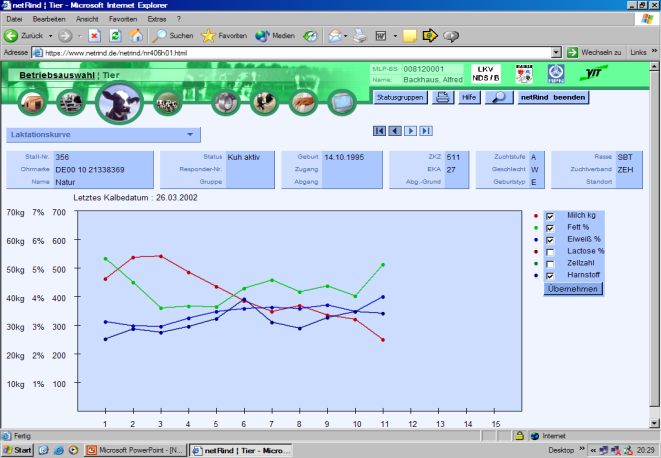 netRind ¦ Tier - Microsoft Internet Explorer
Datei Bearbeiten Ansicht Favoriten Extras ?
Zurück Suchen Favoriten Medien
Adresse https://www.netrind.de/netrind/nr406h01.html Wechseln zu Links »
Betriebsauswahl ¦ Tier
MLP-BS: 006120001
Name: Backhaus, Alfred
LKV
NDS / B
YIT
Statusgruppen Hilfe netRind beenden
Laktationskurve
Stall-Nr. 356 Status Kuh aktiv Geburt 14.10.1995 ZKZ 511 Zuchtstufe A Rasse SBT
Ohrmarke DE00 10 21338369 Responder-Nr. Zugang EKA 27 Geschlecht W Zuchtverband ZEH
Name Natur Gruppe Abgang Abg.-Grund Geburtstyp E Standort
Letztes Kalbedatum : 26.03.2002
70kg 7% 700
60kg 6% 600
50kg 5% 500
40kg 4% 400
30kg 3% 300
20kg 2% 200
10kg 1% 100
1 2 3 4 5 6 7 8 9 10 11 12 13 14 15
Milch kg
Fett %
Eiweiß %
Lactose %
Zellzahl
Harnstoff
Übernehmen
Fertig Internet
Start Microsoft PowerPoint - [N... netRind ¦ Tier - Micro... Desktop » « 20:29